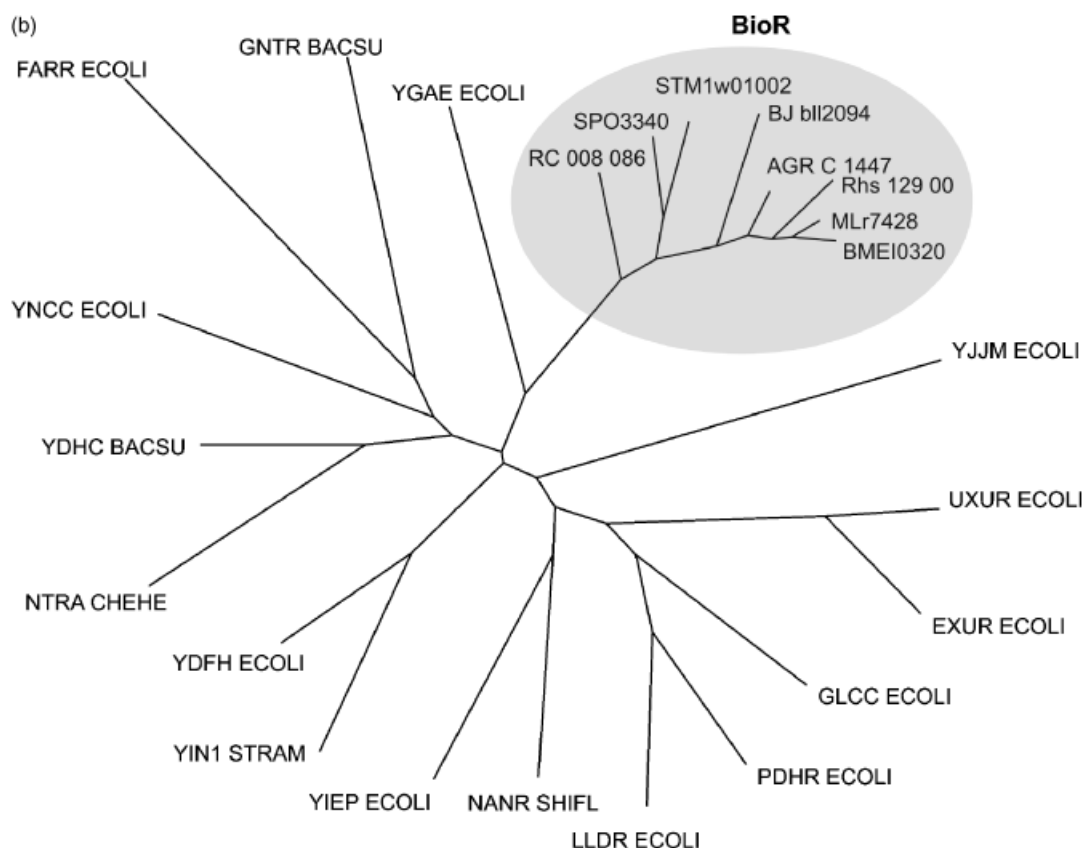 (b)
BioR
GNTR BACSU
FARR ECOLI
YGAE ECOLI
STM1w01002
SPO3340
BJ bll2094
RC 008 086
AGR C 1447
Rhs 129 00
MLr7428
BMEI0320
YNCC ECOLI
YJJM ECOLI
YDHC BACSU
UXUR ECOLI
NTRA CHEHE
EXUR ECOLI
YDFH ECOLI
GLCC ECOLI
YIN1 STRAM
PDHR ECOLI
YIEP ECOLI
NANR SHIFL
LLDR ECOLI